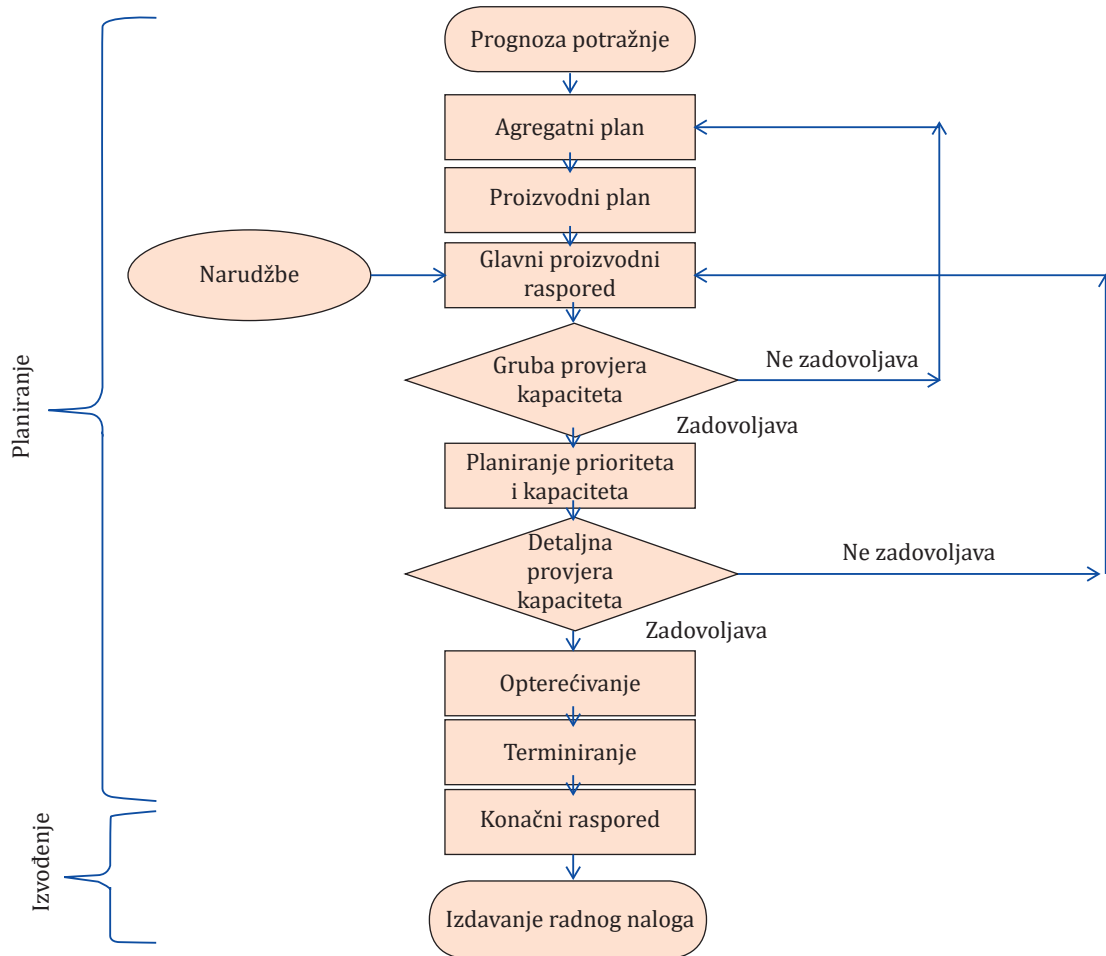 Prognoza potražnje
Agregatni plan
Proizvodni plan
Narudžbe
Glavni proizvodni
raspored
Gruba provjera
kapaciteta
Ne zadovoljava
Zadovoljava
Planiranje prioriteta
i kapaciteta
Detaljna
provjera
kapaciteta
Ne zadovoljava
Zadovoljava
Opterećivanje
Terminiranje
Konačni raspored
Izdavanje radnog naloga
Planiranje
Izvođenje